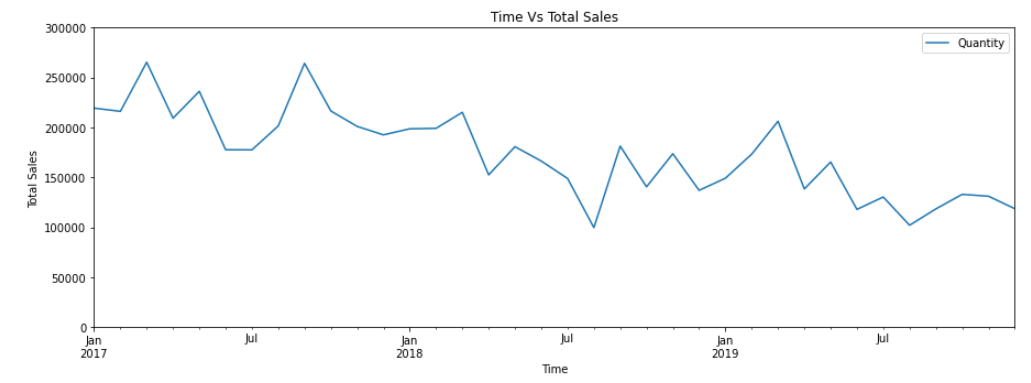 Time Vs Total Sales
Quantity
Total Sales
300000
250000
200000
150000
100000
50000
0
Jan
2017
Jul
Jan
2018
Jul
Jan
2019
Jul
Time